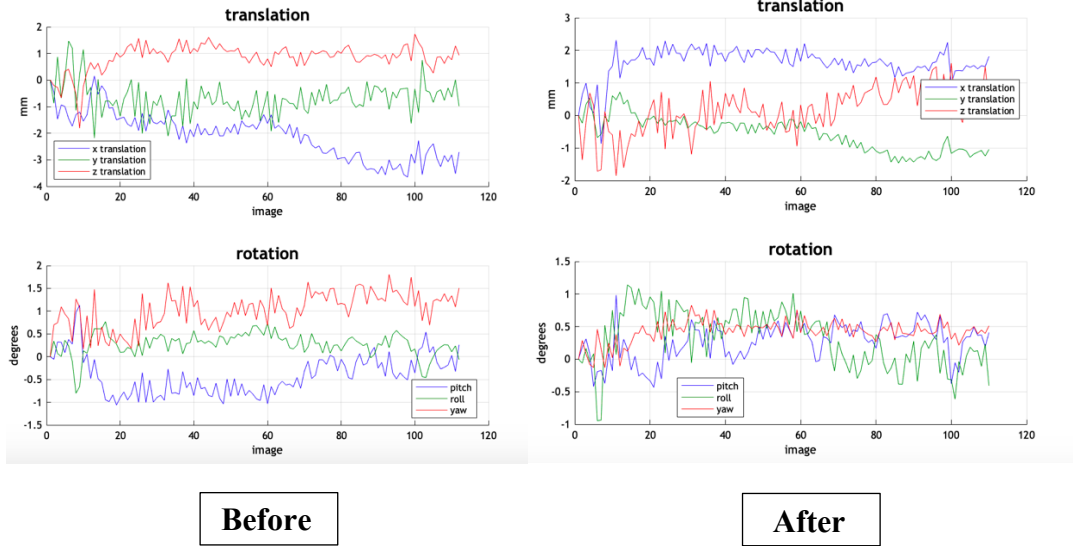 translation
2
1
0
-1
-2
-3
-4
mm
x translation
y translation
z translation
0
20
40
60
80
100
120
image
rotation
2
1.5
1
0.5
0
-0.5
-1
-1.5
degrees
pitch
roll
yaw
0
20
40
60
80
100
120
image
Before
translation
3
2
1
0
-1
-2
mm
x translation
y translation
z translation
0
20
40
60
80
100
120
image
rotation
1.5
1
0.5
0
-0.5
-1
degrees
pitch
roll
yaw
0
20
40
60
80
100
120
image
After